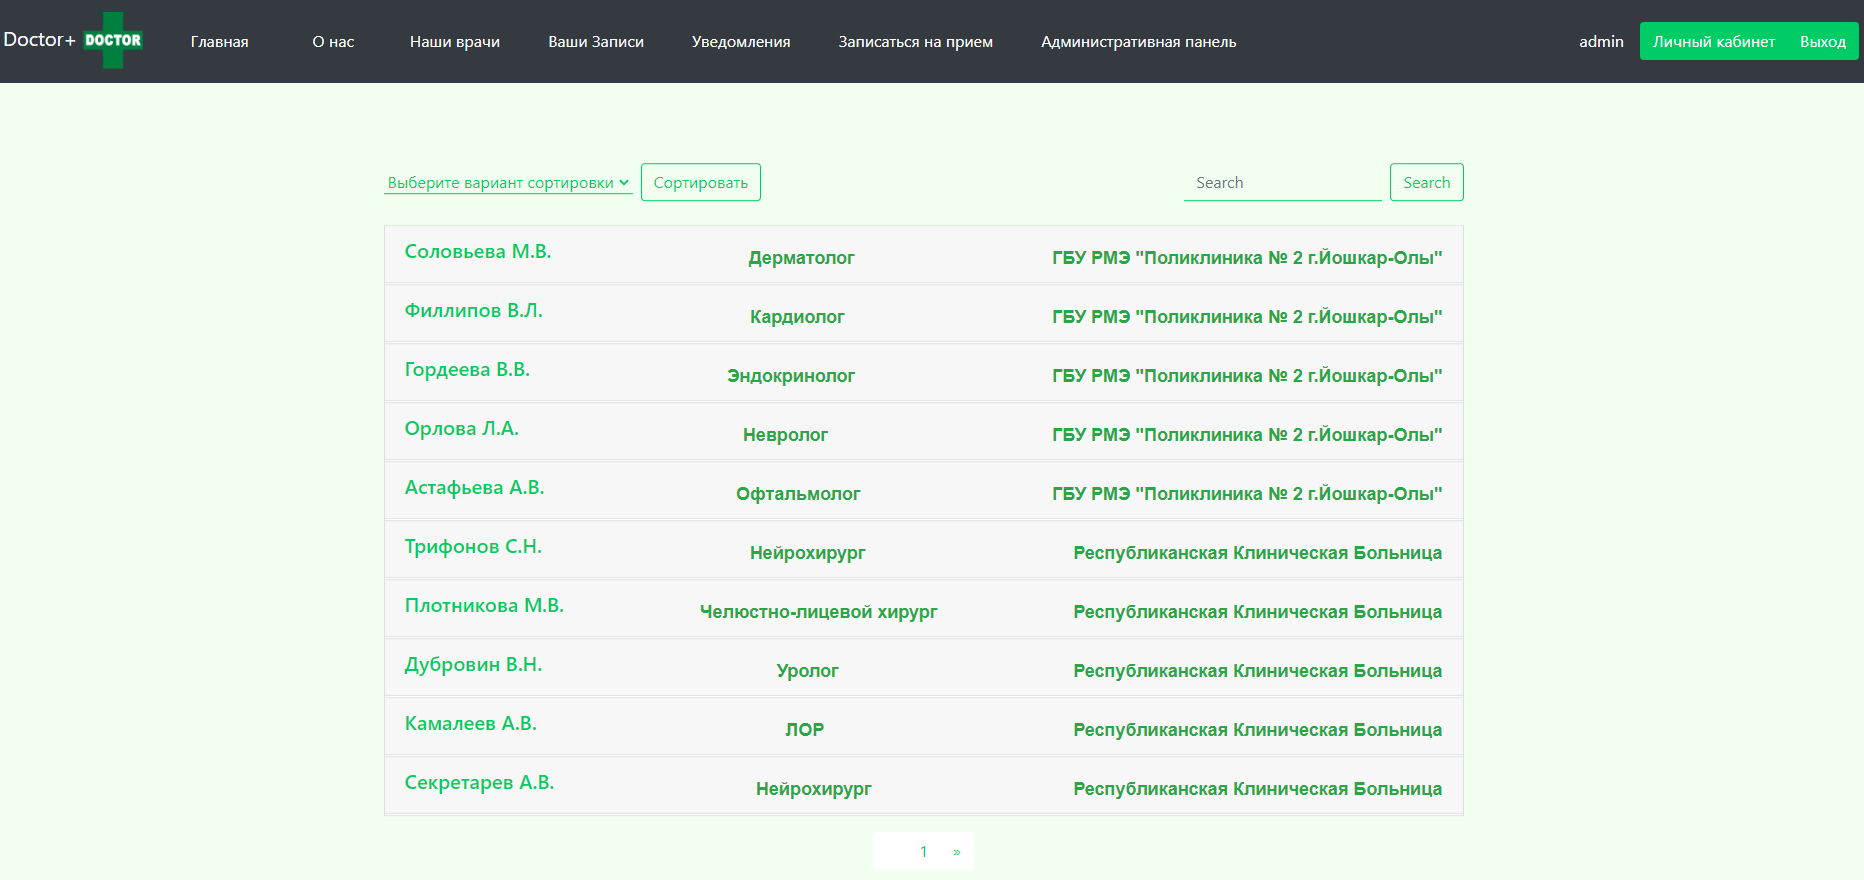 Doctor+ DOCTOR Главная О нас Наши врачи Ваши Записи Уведомления Записаться на прием Административная панель admin Личный кабинет Выход
Выберите вариант сортировки Сортировать Search Search
Соловьева М.В. Дерматолог ГБУ РМЭ "Поликлиника № 2 г.Йошкар-Олы"
Филлипов В.Л. Кардиолог ГБУ РМЭ "Поликлиника № 2 г.Йошкар-Олы"
Гордеева В.В. Эндокринолог ГБУ РМЭ "Поликлиника № 2 г.Йошкар-Олы"
Орлова Л.А. Невролог ГБУ РМЭ "Поликлиника № 2 г.Йошкар-Олы"
Астафьева А.В. Офтальмолог ГБУ РМЭ "Поликлиника № 2 г.Йошкар-Олы"
Трифонов С.Н. Нейрохирург Республиканская Клиническая Больница
Плотникова М.В. Челюстно-лицевой хирург Республиканская Клиническая Больница
Дубровин В.Н. Уролог Республиканская Клиническая Больница
Камалеев А.В. ЛОР Республиканская Клиническая Больница
Секретарев А.В. Нейрохирург Республиканская Клиническая Больница
1 »